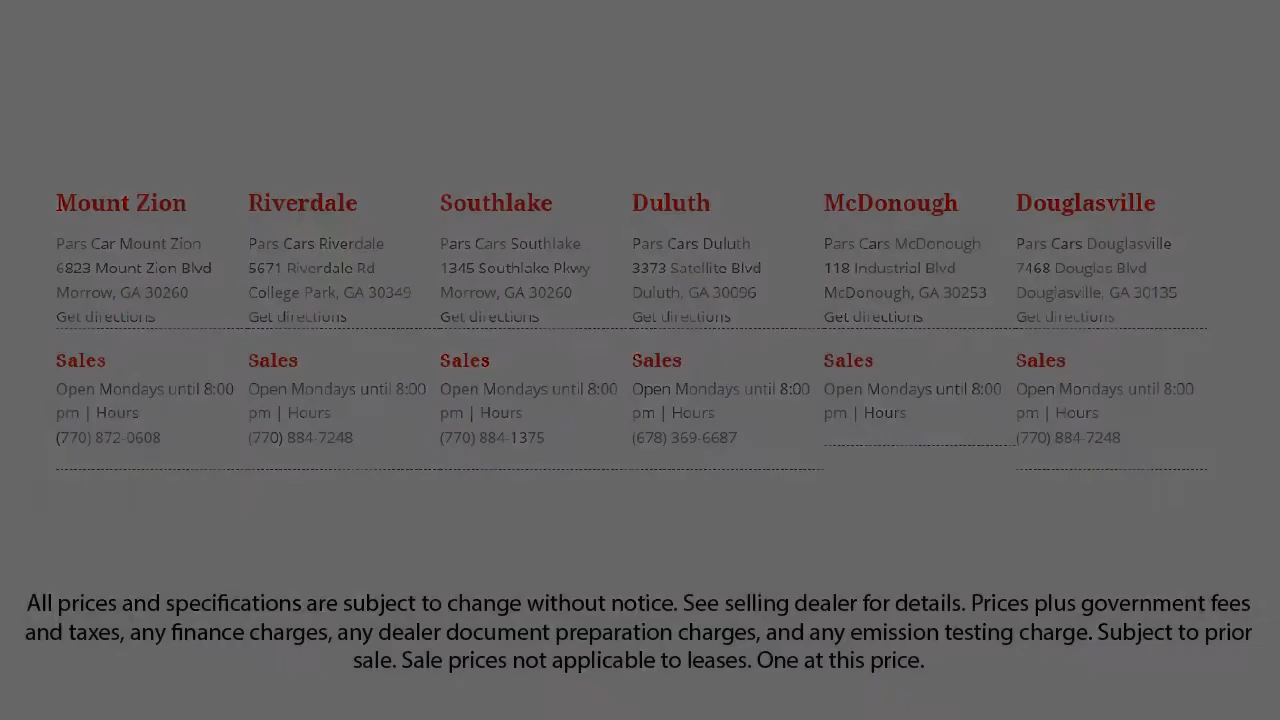 Mount Zion
Pars Car Mount Zion
6823 Mount Zion Blvd
Morrow, GA 30260
Get directions
Sales
Open Mondays until 8:00
pm | Hours
(770) 872-0608
Riverdale
Pars Cars Riverdale
5671 Riverdale Rd
College Park, GA 30349
Get directions
Sales
Open Mondays until 8:00
pm | Hours
(770) 884-7248
Southlake
Pars Cars Southlake
1345 Southlake Pkwy
Morrow, GA 30260
Get directions
Sales
Open Mondays until 8:00
pm | Hours
(770) 884-1375
Duluth
Pars Cars Duluth
3373 Satellite Blvd
Duluth, GA 30096
Get directions
Sales
Open Mondays until 8:00
pm | Hours
(678) 369-6687
McDonough
Pars Cars McDonough
118 Industrial Blvd
McDonough, GA 30253
Get directions
Sales
Open Mondays until 8:00
pm | Hours
Douglasville
Pars Cars Douglasville
7468 Douglas Blvd
Douglasville, GA 30135
Get directions
Sales
Open Mondays until 8:00
pm | Hours
(770) 884-7248
All prices and specifications are subject to change without notice. See selling dealer for details. Prices plus government fees
and taxes, any finance charges, any dealer document preparation charges, and any emission testing charge. Subject to prior
sale. Sale prices not applicable to leases. One at this price.